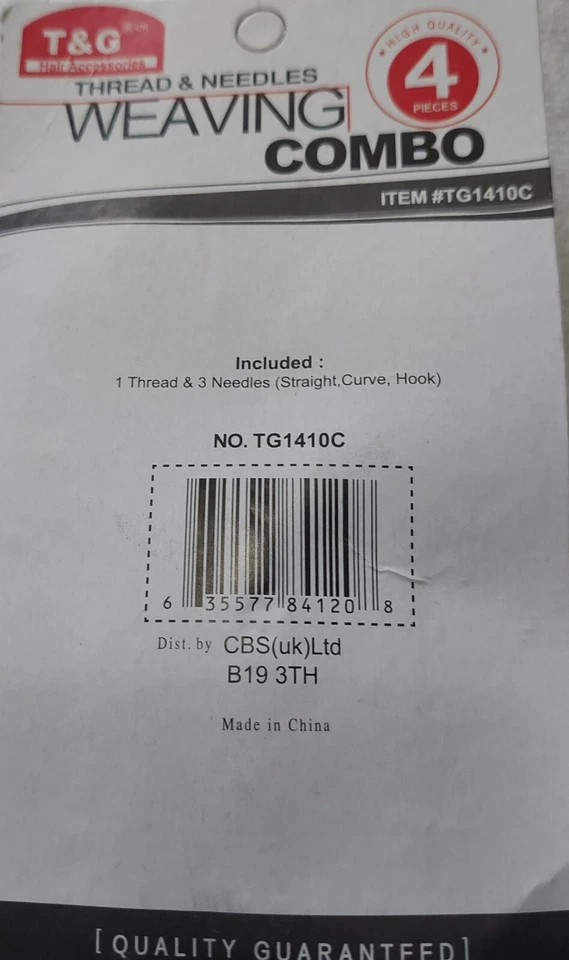 T&G
Hair Accessories
HIGH QUALITY
4
PIECES
THREAD & NEEDLES
WEAVING
COMBO
ITEM #TG1410C
Included :
1 Thread & 3 Needles (Straight,Curve, Hook)
NO. TG1410C
6 35577 84120 8
Dist. by CBS(uk)Ltd
B19 3TH
Made in China
[QUALITY GUARANTEED]